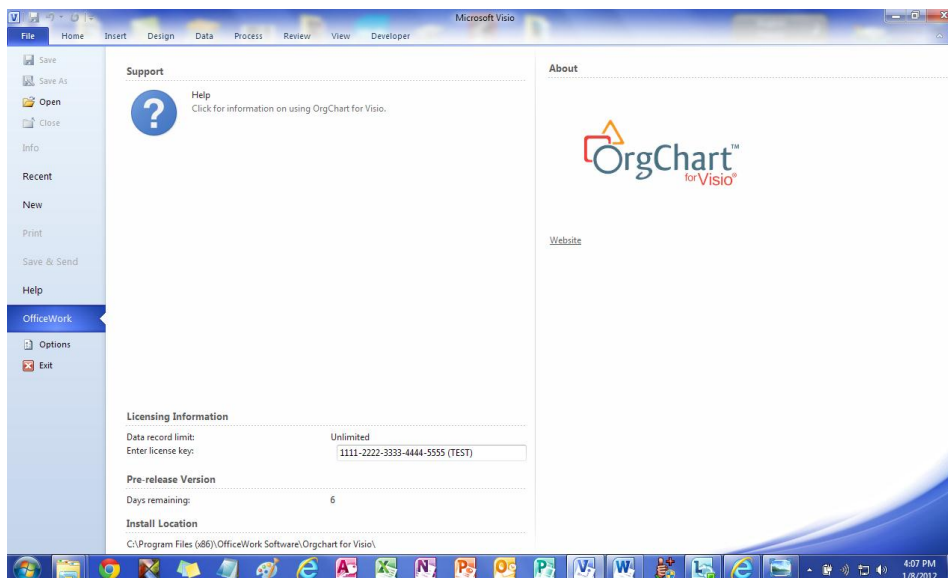 Microsoft Visio
File Home Insert Design Data Process Review View Developer
Save
Save As
Open
Close
Info
Recent
New
Print
Save & Send
Help
OfficeWork
Options
Exit
Support
Help
Click for information on using OrgChart for Visio.
Licensing Information
Data record limit: Unlimited
Enter license key: 1111-2222-3333-4444-5555 (TEST)
Pre-release Version
Days remaining: 6
Install Location
C:\Program Files (x86)\OfficeWork Software\Orgchart for Visio\
About
OrgChart™
for Visio®
Website
4:07 PM
1/8/2012